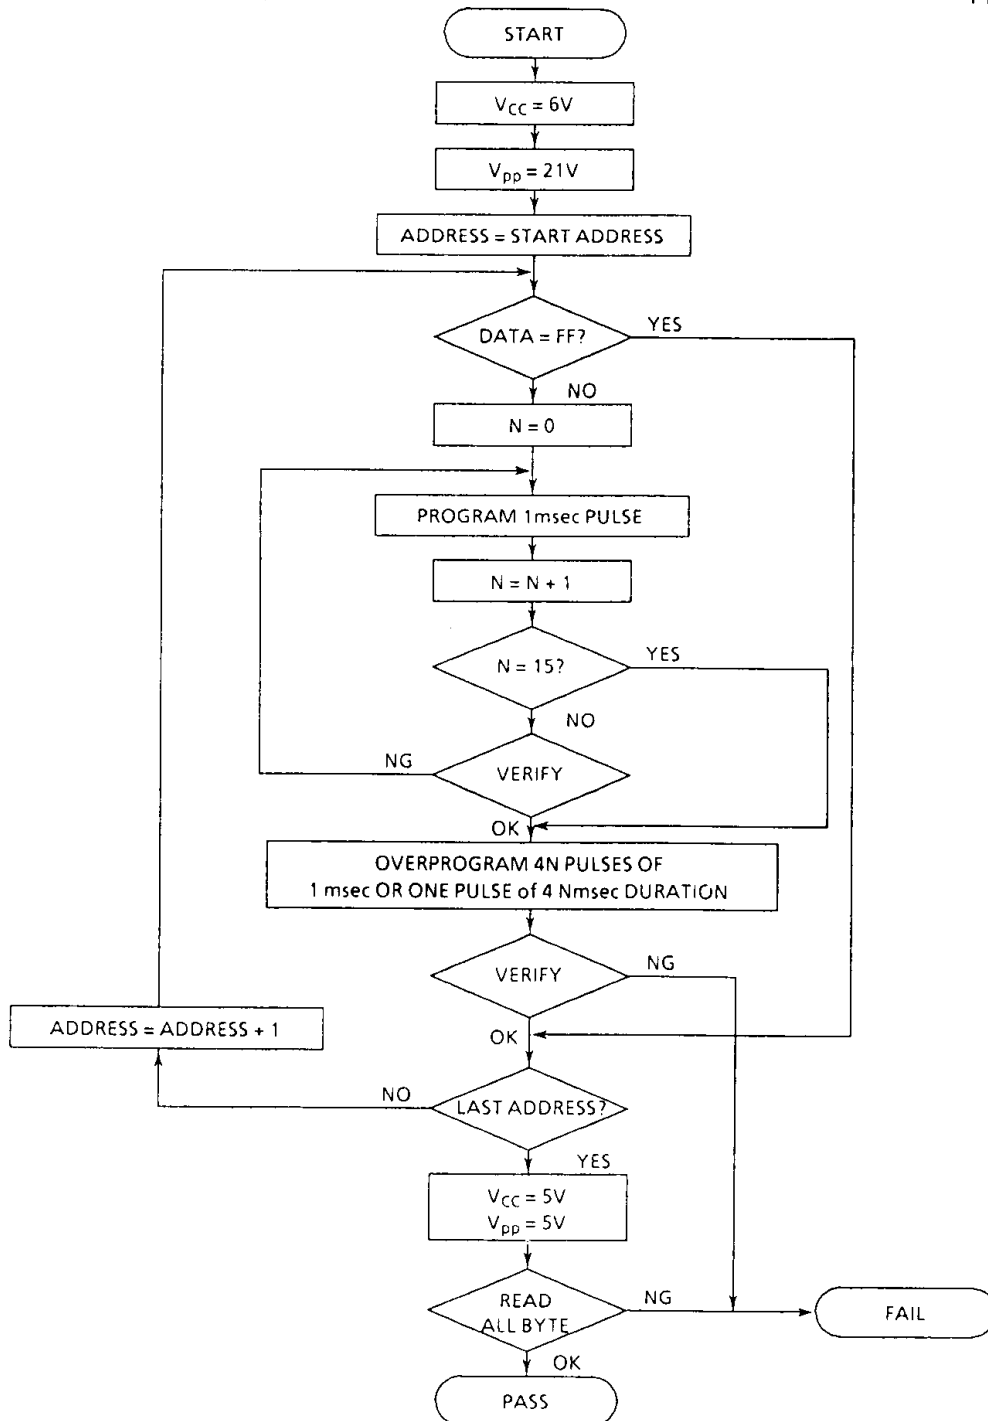 START
V_CC = 6V
V_pp = 21V
ADDRESS = START ADDRESS
DATA = FF?
YES
NO
N = 0
PROGRAM 1msec PULSE
N = N + 1
N = 15?
YES
NO
VERIFY
NG
OK
OVERPROGRAM 4N PULSES OF
1 msec OR ONE PULSE of 4 Nmsec DURATION
VERIFY
NG
OK
ADDRESS = ADDRESS + 1
LAST ADDRESS?
NO
YES
V_CC = 5V
V_pp = 5V
READ
ALL BYTE
NG
FAIL
OK
PASS